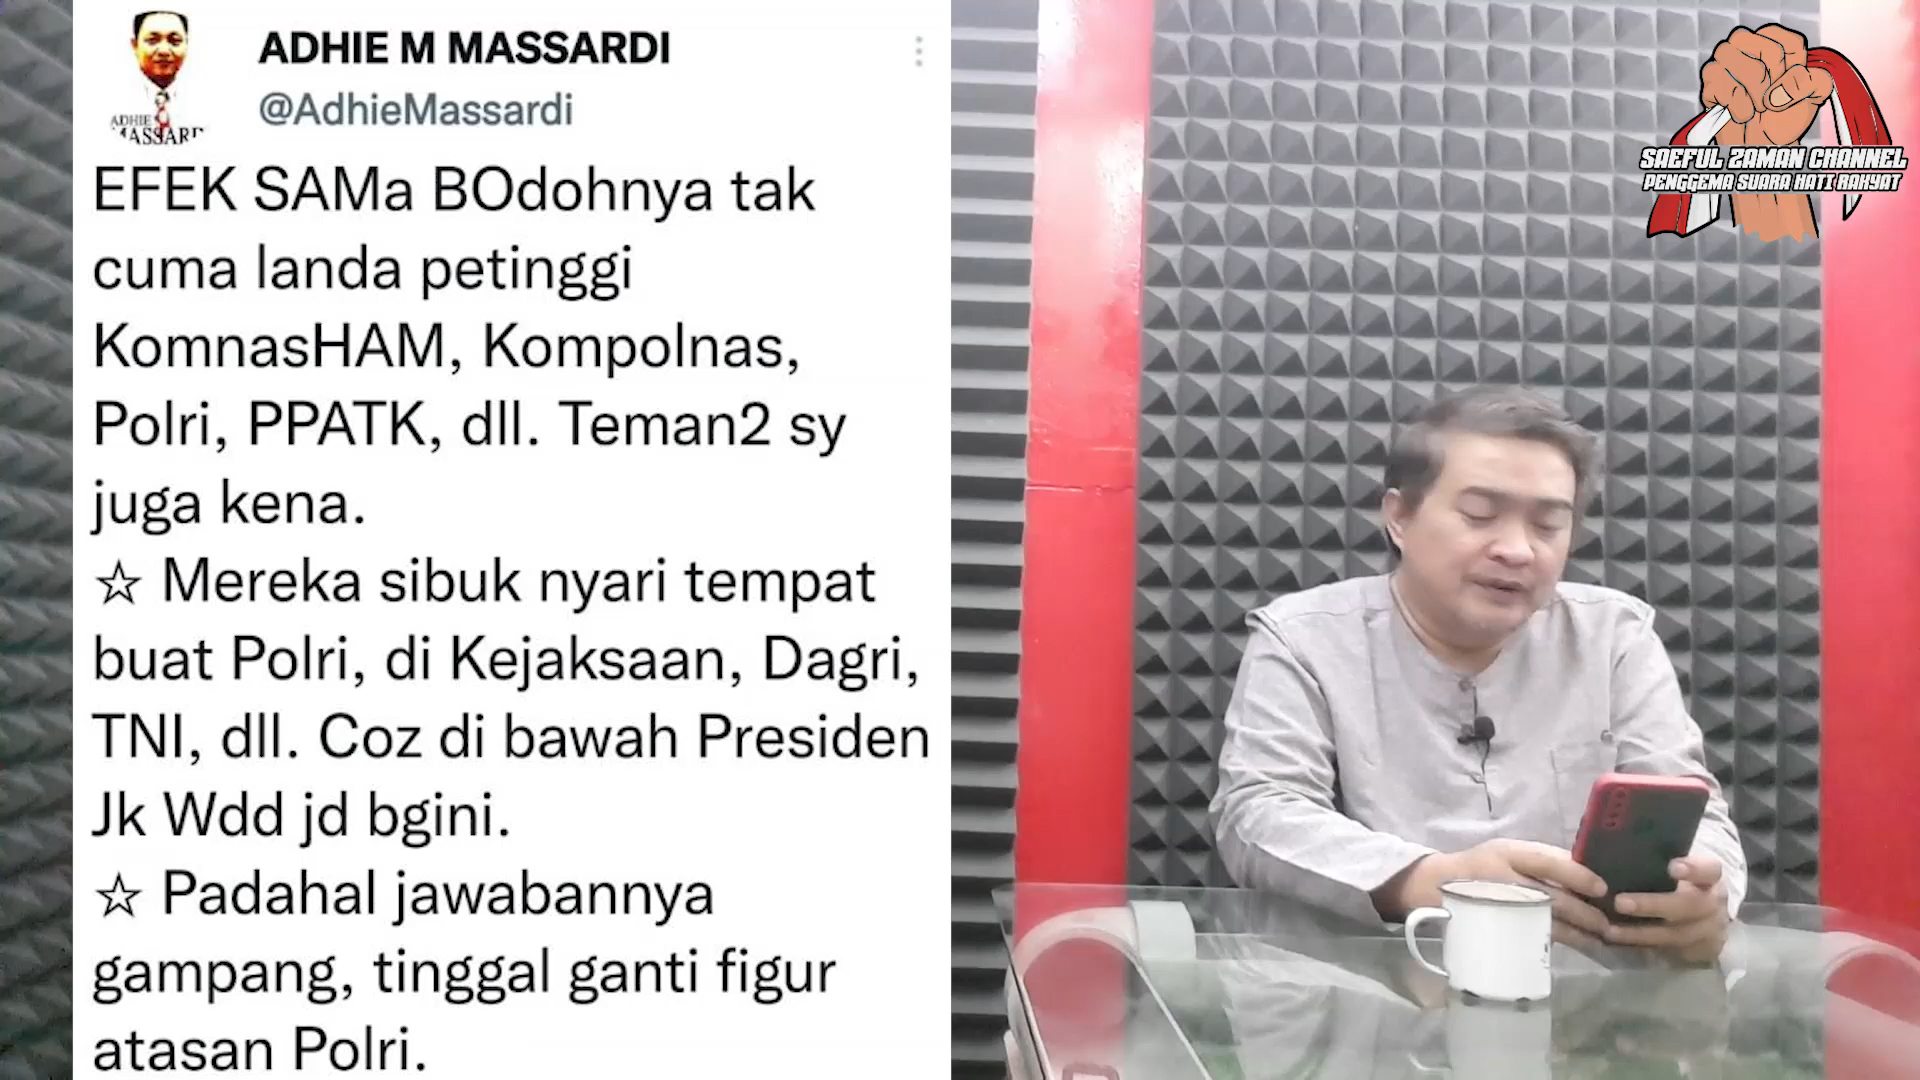 ADHIE M MASSARDI
@AdhieMassardi
ADHIE
MASSAR
EFEK SAMa BOdohnya tak
cuma landa petinggi
KomnasHAM, Kompolnas,
Polri, PPATK, dll. Teman2 sy
juga kena.
☆ Mereka sibuk nyari tempat
buat Polri, di Kejaksaan, Dagri,
TNI, dll. Coz di bawah Presiden
Jk Wdd jd bgini.
☆ Padahal jawabannya
gampang, tinggal ganti figur
atasan Polri.
SAEFUL ZAMAN CHANNEL
PENGGEMA SUARA HATI RAKYAT